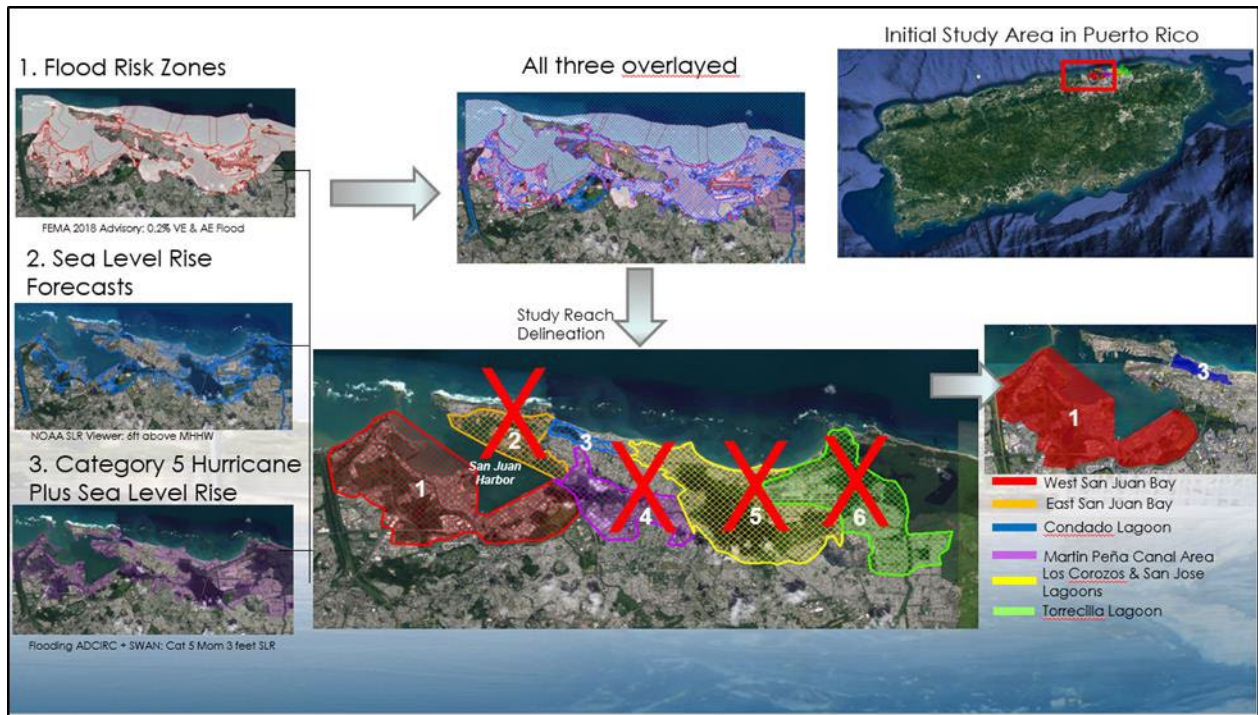 1. Flood Risk Zones
FEMA 2018 Advisory: 0.2% VE & AE Flood
2. Sea Level Rise
Forecasts
NOAA SLR Viewer: 6ft above MHHW
3. Category 5 Hurricane
Plus Sea Level Rise
Flooding ADCIRC + SWAN: Cat 5 Mom 3 feet SLR
All three overlayed
Initial Study Area in Puerto Rico
Study Reach
Delineation
1
2
San Juan
Harbor
3
4
5
6
3
1
West San Juan Bay
East San Juan Bay
Condado Lagoon
Martin Peña Canal Area
Los Corozos & San Jose
Lagoons
Torrecilla Lagoon